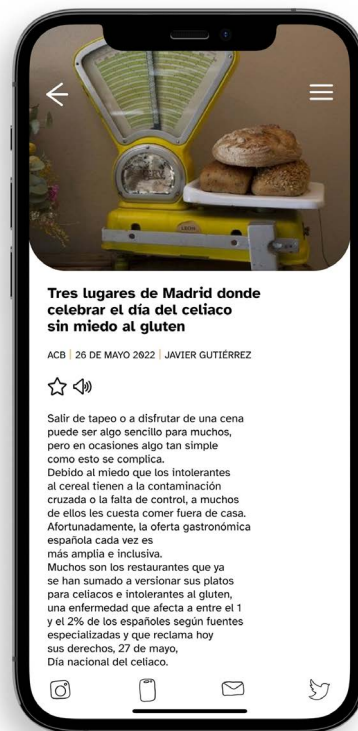 Tres lugares de Madrid donde
celebrar el día del celiaco
sin miedo al gluten
ACB | 26 DE MAYO 2022 | JAVIER GUTIÉRREZ
Salir de tapeo o a disfrutar de una cena
puede ser algo sencillo para muchos,
pero en ocasiones algo tan simple
como esto se complica.
Debido al miedo que los intolerantes
al cereal tienen a la contaminación
cruzada o la falta de control, a muchos
de ellos les cuesta comer fuera de casa.
Afortunadamente, la oferta gastronómica
española cada vez es
más amplia e inclusiva.
Muchos son los restaurantes que ya
se han sumado a versionar sus platos
para celiacos e intolerantes al gluten,
una enfermedad que afecta a entre el 1
y el 2% de los españoles según fuentes
especializadas y que reclama hoy
sus derechos, 27 de mayo,
Día nacional del celiaco.